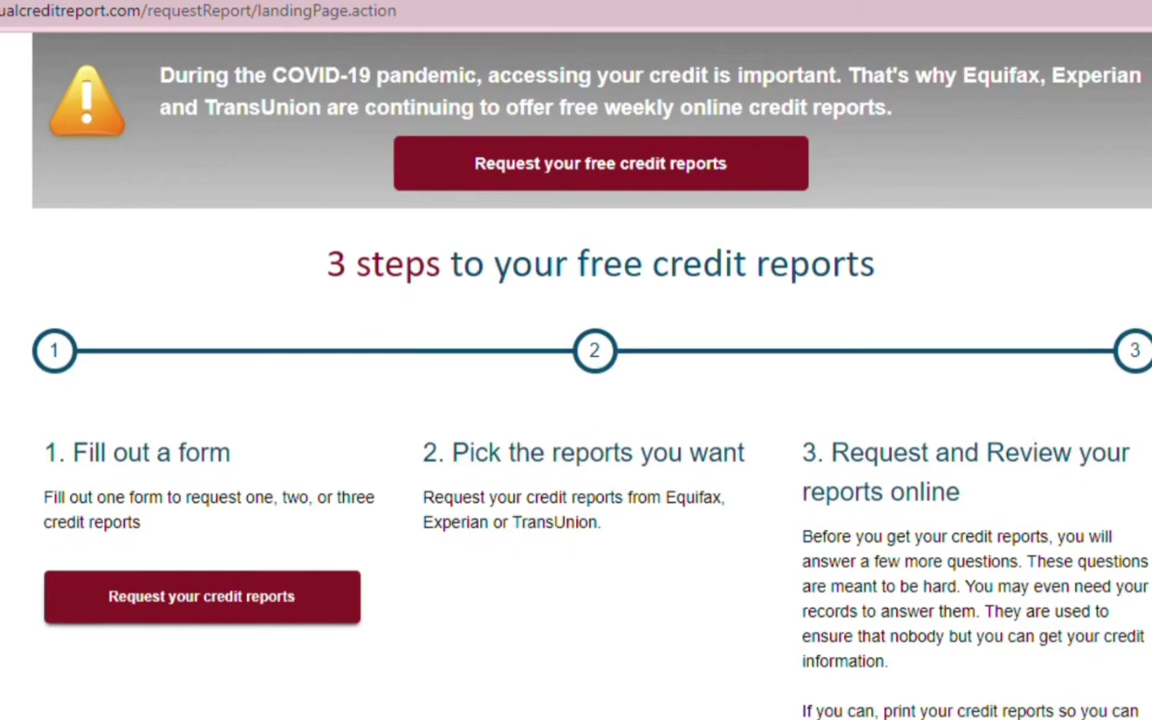 ualcreditreport.com/requestReport/landingPage.action
During the COVID-19 pandemic, accessing your credit is important. That's why Equifax, Experian
and TransUnion are continuing to offer free weekly online credit reports.
Request your free credit reports
3 steps to your free credit reports
1
2
3
1. Fill out a form
Fill out one form to request one, two, or three
credit reports
Request your credit reports
2. Pick the reports you want
Request your credit reports from Equifax,
Experian or TransUnion.
3. Request and Review your
reports online
Before you get your credit reports, you will
answer a few more questions. These questions
are meant to be hard. You may even need your
records to answer them. They are used to
ensure that nobody but you can get your credit
information.
If you can, print your credit reports so you can